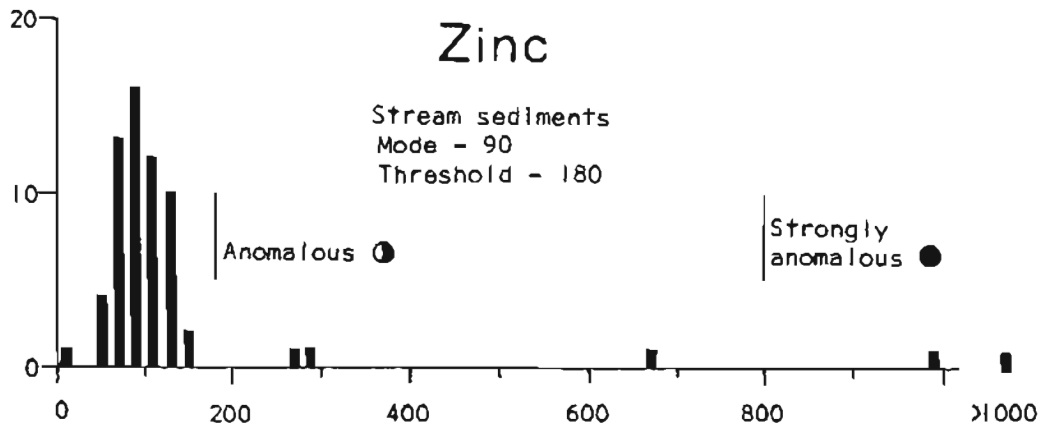 20
Zinc
Stream sediments
Mode - 90
Threshold - 180
10
Anomalous
Strongly
anomalous
0
0 200 400 600 800 >1000